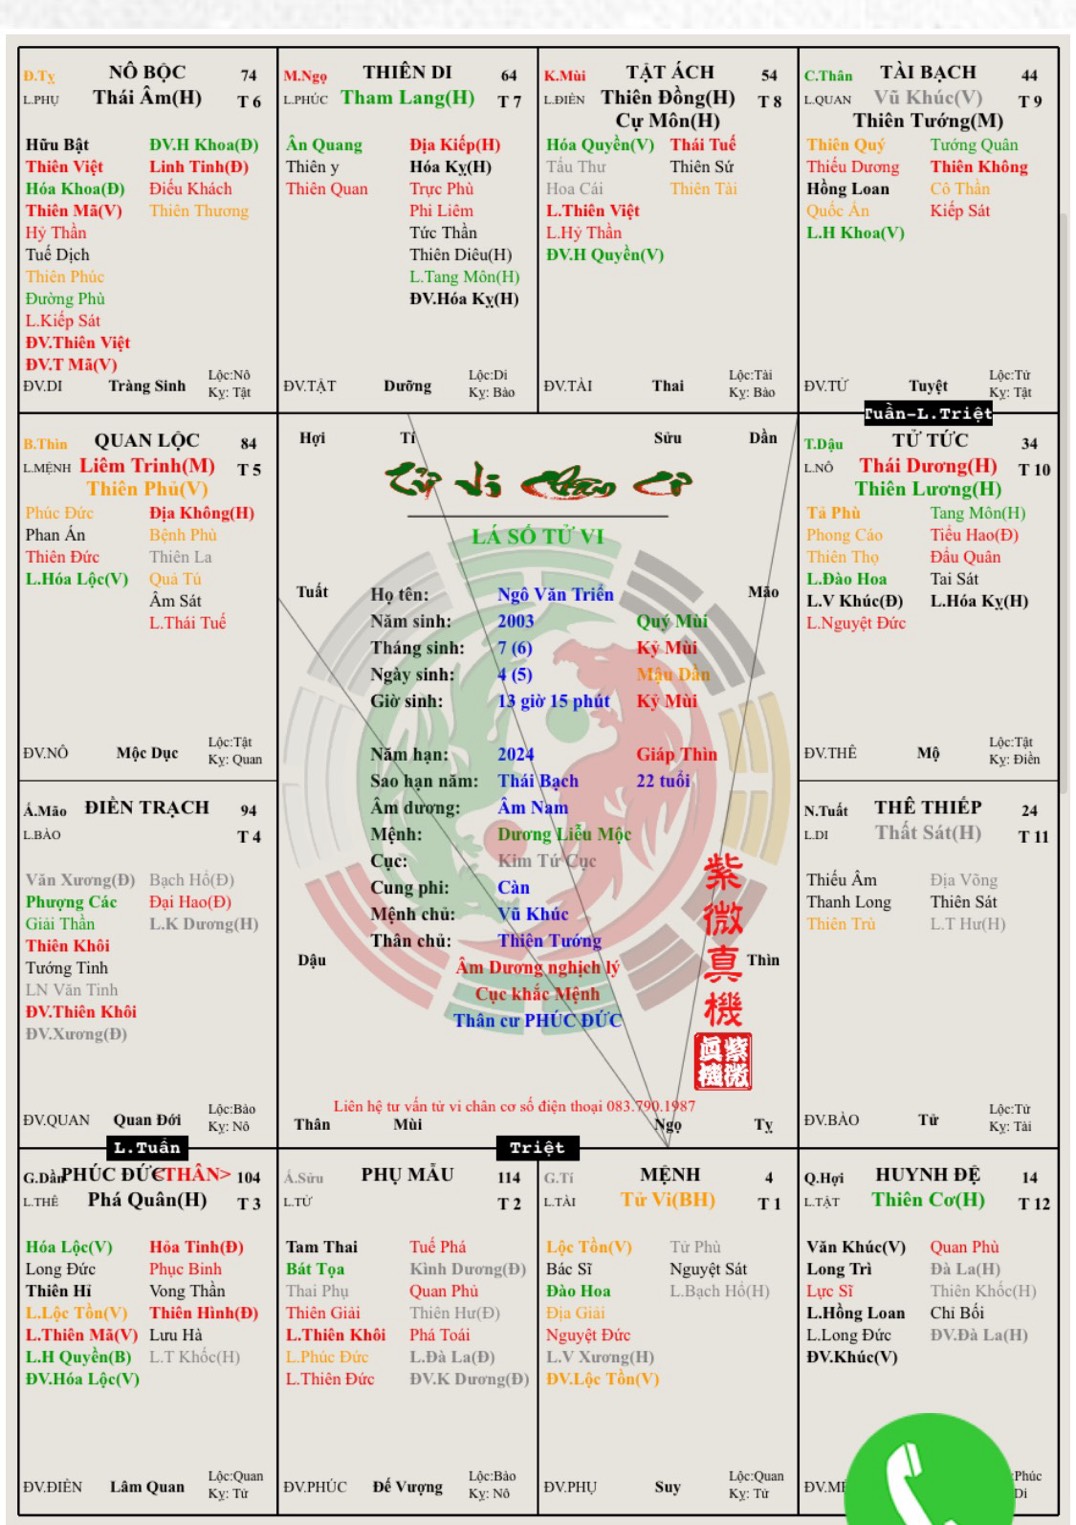 Đ.Tỵ NÔ BỘC 74
L.PHỤ Thái Âm(H) T 6
Hữu Bật ĐV.H Khoa(Đ)
Thiên Việt Linh Tinh(Đ)
Hóa Khoa(Đ) Điếu Khách
Thiên Mã(V) Thiên Thương
Hỷ Thần
Tuế Dịch
Thiên Phúc
Đường Phù
L.Kiếp Sát
ĐV.Thiên Việt
ĐV.T Mã(V)
ĐV.DI Tràng Sinh Lộc:Nô
Kỵ: Tật
M.Ngọ THIÊN DI 64
L.PHÚC Tham Lang(H) T 7
Ân Quang Địa Kiếp(H)
Thiên y Hóa Kỵ(H)
Thiên Quan Trực Phù
Phi Liêm
Tức Thần
Thiên Diêu(H)
L.Tang Môn(H)
ĐV.Hóa Kỵ(H)
ĐV.TẬT Dưỡng Lộc:Di
Kỵ: Bào
K.Mùi TẬT ÁCH 54
L.ĐIỀN Thiên Đồng(H) T 8
Cự Môn(H)
Hóa Quyền(V) Thái Tuế
Tấu Thư Thiên Sứ
Hoa Cái Thiên Tài
L.Thiên Việt
L.Hỷ Thần
ĐV.H Quyền(V)
ĐV.TÀI Thai Lộc:Tài
Kỵ: Bào
C.Thân TÀI BẠCH 44
L.QUAN Vũ Khúc(V) T 9
Thiên Tướng(M)
Thiên Quý Tướng Quân
Thiếu Dương Thiên Không
Hồng Loan Cô Thần
Quốc Ấn Kiếp Sát
L.H Khoa(V)
ĐV.TỬ Tuyệt Lộc:Tử
Kỵ: Tật
Tuần-L.Triệt
B.Thìn QUAN LỘC 84
L.MỆNH Liêm Trinh(M) T 5
Thiên Phủ(V)
Phúc Đức Địa Không(H)
Phan Án Bệnh Phù
Thiên Đức Thiên La
L.Hóa Lộc(V) Quả Tú
Âm Sát
L.Thái Tuế
ĐV.NÔ Mộc Dục Lộc:Tật
Kỵ: Quan
Hợi Tí Sửu Dần
Tử Vi Chân Cơ
LÁ SỐ TỬ VI
Tuất Mão
Họ tên: Ngô Văn Triển
Năm sinh: 2003 Quý Mùi
Tháng sinh: 7 (6) Kỷ Mùi
Ngày sinh: 4 (5) Mậu Dần
Giờ sinh: 13 giờ 15 phút Kỷ Mùi
Năm hạn: 2024 Giáp Thìn
Sao hạn năm: Thái Bạch 22 tuổi
Âm dương: Âm Nam
Mệnh: Dương Liễu Mộc
Cục: Kim Tứ Cục
Cung phi: Càn
Mệnh chủ: Vũ Khúc
Thân chủ: Thiên Tướng
Dậu Thìn
Âm Dương nghịch lý
Cục khắc Mệnh
Thân cư PHÚC ĐỨC
紫微真機
紫微真機
Liên hệ tư vấn tử vi chân cơ số điện thoại 083.790.1987
Thân Mùi Ngọ Tỵ
T.Dậu TỬ TỨC 34
L.NÔ Thái Dương(H) T 10
Thiên Lương(H)
Tả Phù Tang Môn(H)
Phong Cáo Tiểu Hao(Đ)
Thiên Thọ Đẩu Quân
L.Đào Hoa Tai Sát
L.V Khúc(Đ) L.Hóa Kỵ(H)
L.Nguyệt Đức
ĐV.THÊ Mộ Lộc:Tật
Kỵ: Điền
Ấ.Mão ĐIỀN TRẠCH 94
L.BÀO T 4
Văn Xương(Đ) Bạch Hổ(Đ)
Phượng Các Đại Hao(Đ)
Giải Thần L.K Dương(H)
Thiên Khôi
Tướng Tinh
LN Văn Tinh
ĐV.Thiên Khôi
ĐV.Xương(Đ)
ĐV.QUAN Quan Đới Lộc:Bào
Kỵ: Nô
N.Tuất THÊ THIẾP 24
L.DI Thất Sát(H) T 11
Thiếu Âm Địa Võng
Thanh Long Thiên Sát
Thiên Trù L.T Hư(H)
ĐV.BÀO Tử Lộc:Tử
Kỵ: Tài
L.Tuần
Triệt
G.Dần PHÚC ĐỨC <THÂN> 104
L.THÊ Phá Quân(H) T 3
Hóa Lộc(V) Hỏa Tinh(Đ)
Long Đức Phục Binh
Thiên Hỉ Vong Thần
L.Lộc Tồn(V) Thiên Hình(Đ)
L.Thiên Mã(V) Lưu Hà
L.H Quyền(B) L.T Khốc(H)
ĐV.Hóa Lộc(V)
ĐV.ĐIỀN Lâm Quan Lộc:Quan
Kỵ: Tử
Ấ.Sửu PHỤ MẪU 114
L.TỬ T 2
Tam Thai Tuế Phá
Bát Tọa Kình Dương(Đ)
Thai Phụ Quan Phủ
Thiên Giải Thiên Hư(Đ)
L.Thiên Khôi Phá Toái
L.Phúc Đức L.Đà La(Đ)
L.Thiên Đức ĐV.K Dương(Đ)
ĐV.PHÚC Đế Vượng Lộc:Bào
Kỵ: Nô
G.Tí MỆNH 4
L.TÀI Tử Vi(BH) T 1
Lộc Tồn(V) Tử Phù
Bác Sĩ Nguyệt Sát
Đào Hoa L.Bạch Hổ(H)
Địa Giải
Nguyệt Đức
L.V Xương(H)
ĐV.Lộc Tồn(V)
ĐV.PHỤ Suy Lộc:Quan
Kỵ: Tử
Q.Hợi HUYNH ĐỆ 14
L.TẬT Thiên Cơ(H) T 12
Văn Khúc(V) Quan Phù
Long Trì Đà La(H)
Lực Sĩ Thiên Khốc(H)
L.Hồng Loan Chỉ Bối
L.Long Đức ĐV.Đà La(H)
ĐV.Khúc(V)
Phúc
Di